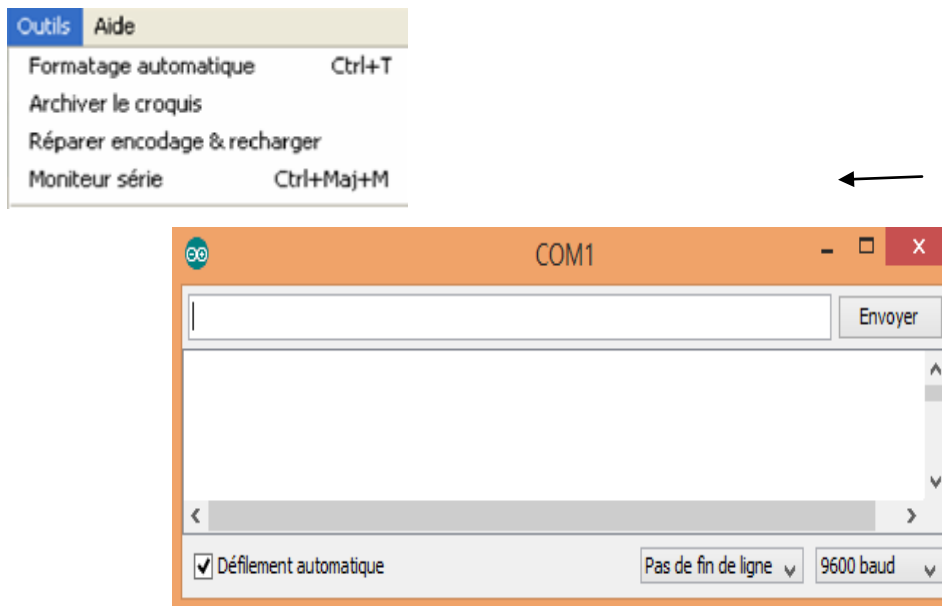 Outils Aide
Formatage automatique Ctrl+T
Archiver le croquis
Réparer encodage & recharger
Moniteur série Ctrl+Maj+M
COM1
Envoyer
Défilement automatique Pas de fin de ligne 9600 baud